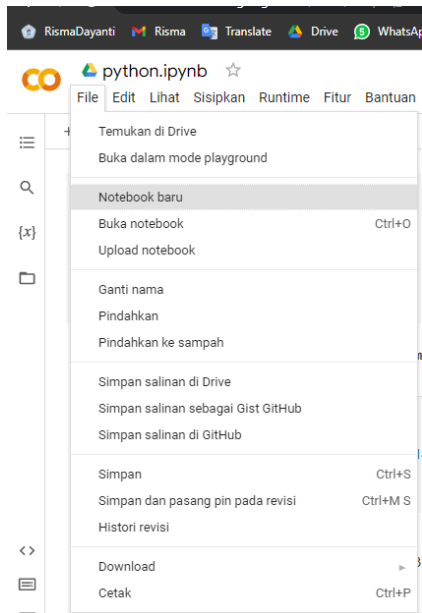 RismaDayanti Risma Translate Drive WhatsAp
python.ipynb
File Edit Lihat Sisipkan Runtime Fitur Bantuan
Temukan di Drive
Buka dalam mode playground
Notebook baru
Buka notebook Ctrl+O
{x}
Upload notebook
Ganti nama
Pindahkan
Pindahkan ke sampah
Simpan salinan di Drive
Simpan salinan sebagai Gist GitHub
Simpan salinan di GitHub
Simpan Ctrl+S
Simpan dan pasang pin pada revisi Ctrl+M S
Histori revisi
Download
Cetak Ctrl+P